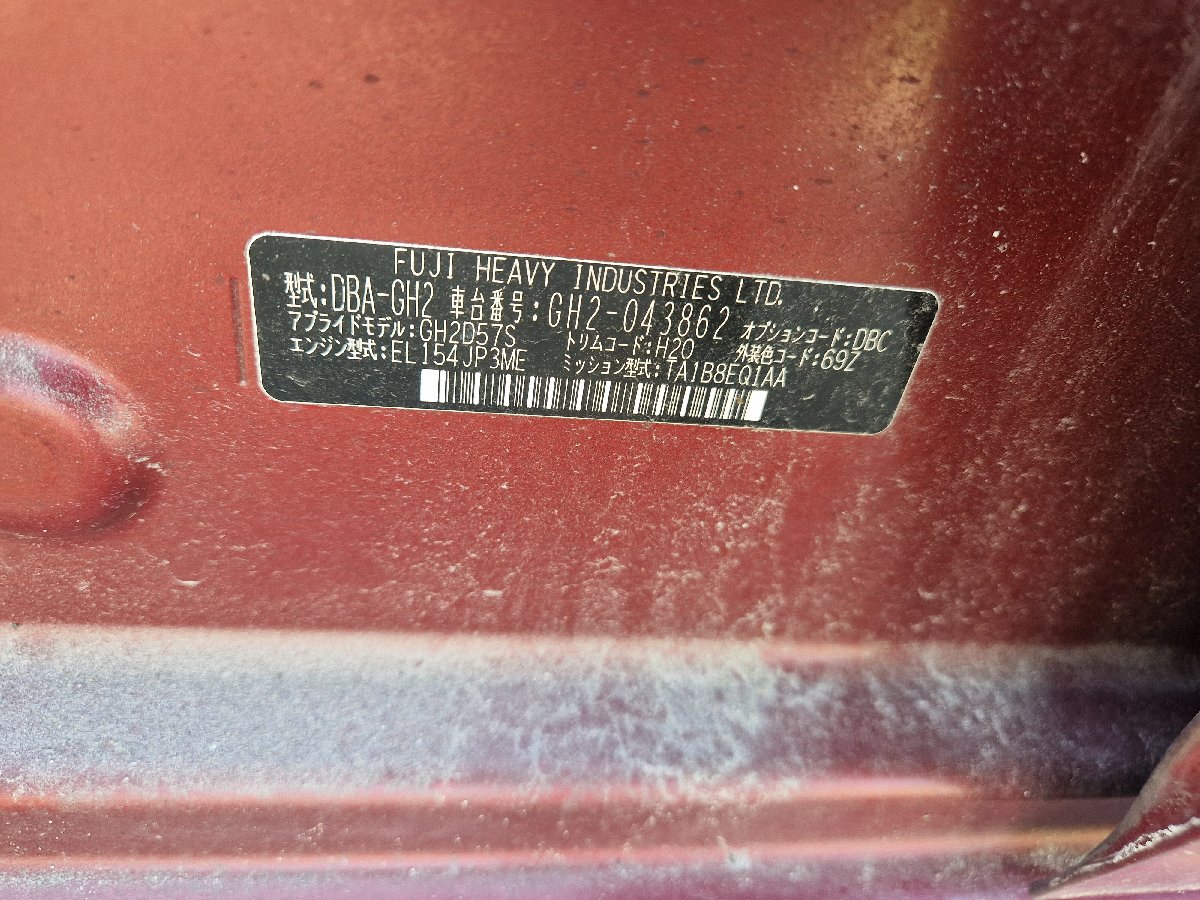 FUJI HEAVY INDUSTRIES LTD.
型式:DBA-GH2 車台番号:GH2-043862 オプションコード:DBC
アプライドモデル:GH2D57S トリムコード:H20 外装色コード:69Z
エンジン型式:EL154JP3ME ミッション型式:TA1B8EQ1AA